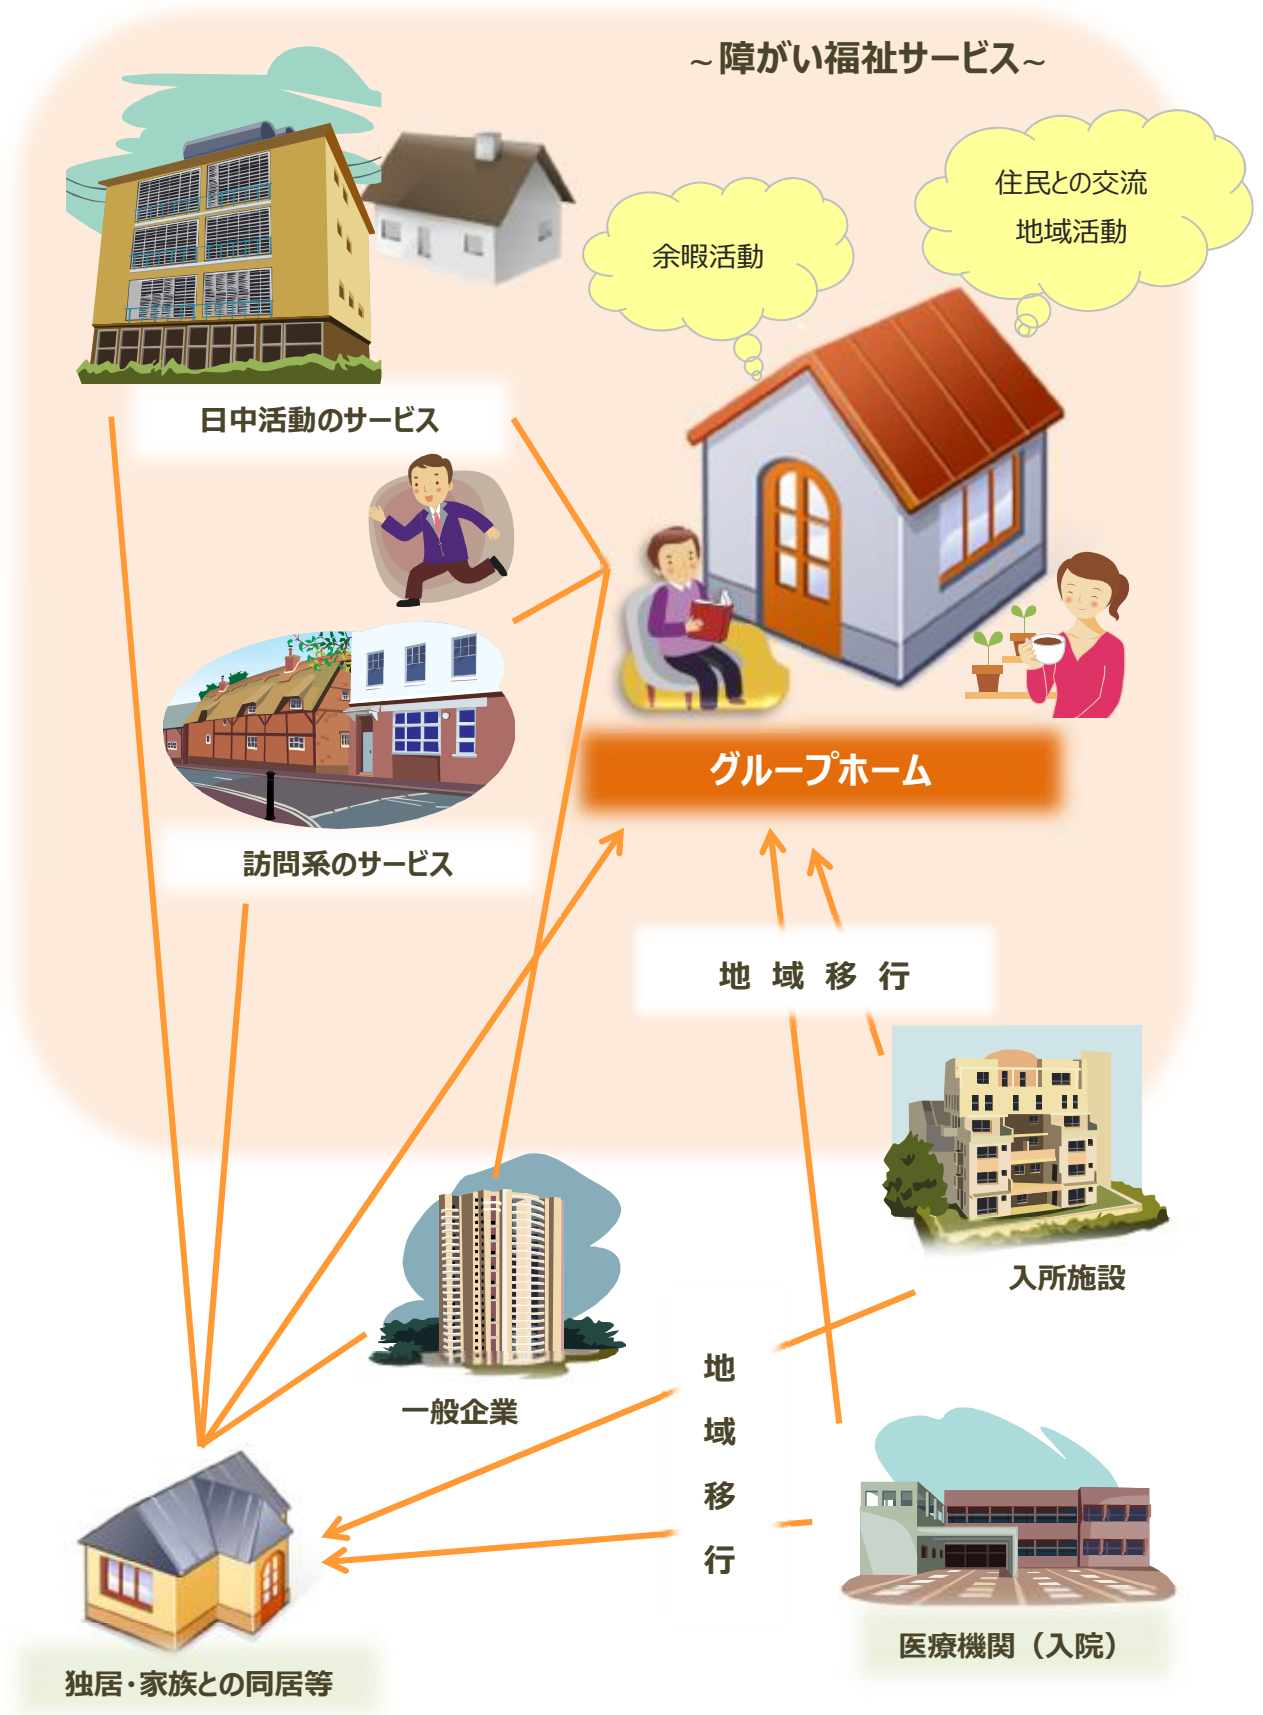 ~障がい福祉サービス~
住民との交流
地域活動
余暇活動
日中活動のサービス
グループホーム
訪問系のサービス
地 域 移 行
入所施設
地
域
移
行
一般企業
医療機関（入院）
独居・家族との同居等